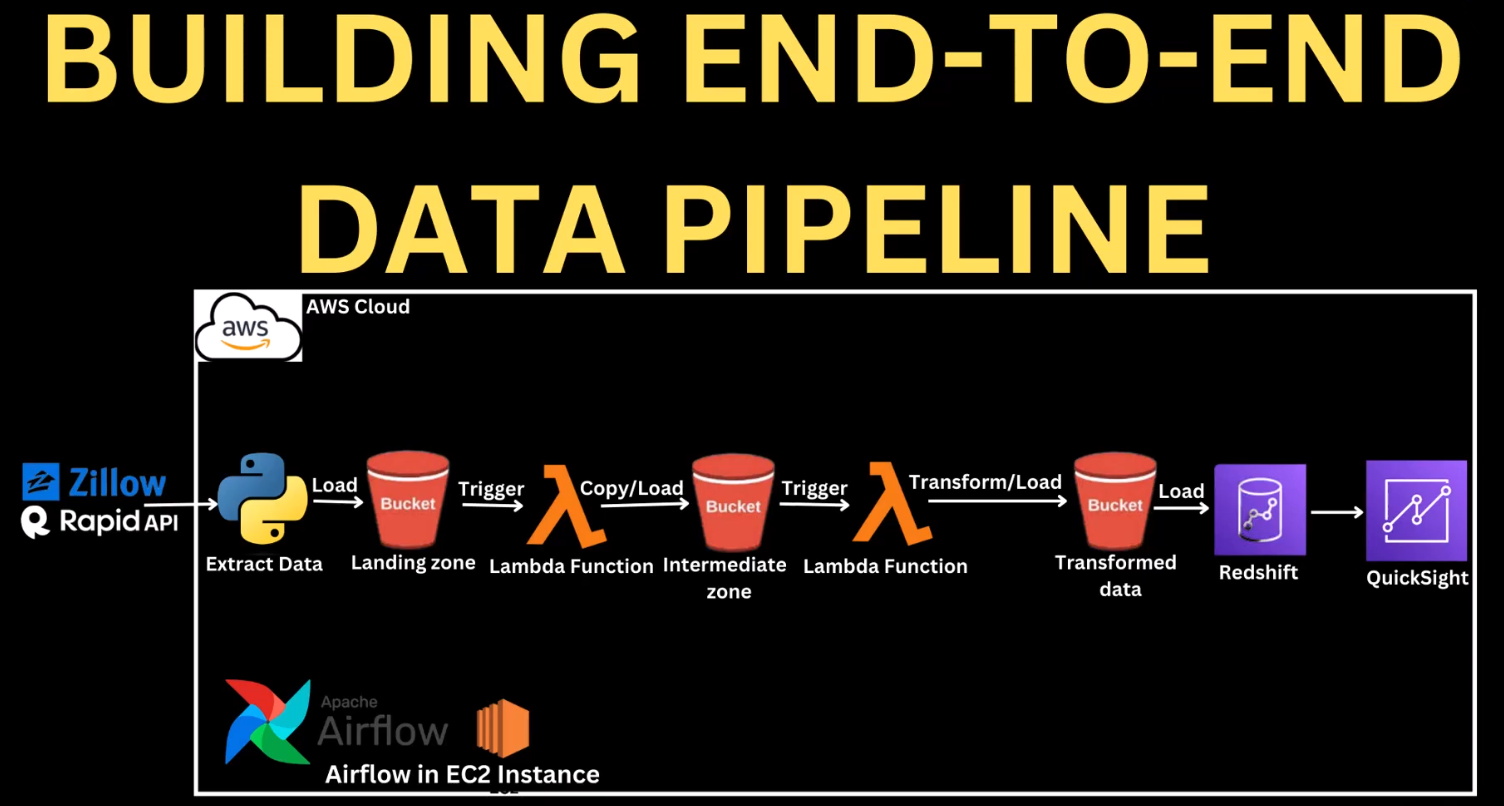 BUILDING END-TO-END
DATA PIPELINE
aws
AWS Cloud
Zillow
Rapid API
Extract Data
Load
Bucket
Landing zone
Trigger
Lambda Function
Copy/Load
Bucket
Intermediate
zone
Trigger
Lambda Function
Transform/Load
Bucket
Transformed
data
Load
Redshift
QuickSight
Apache
Airflow
Airflow in EC2 Instance